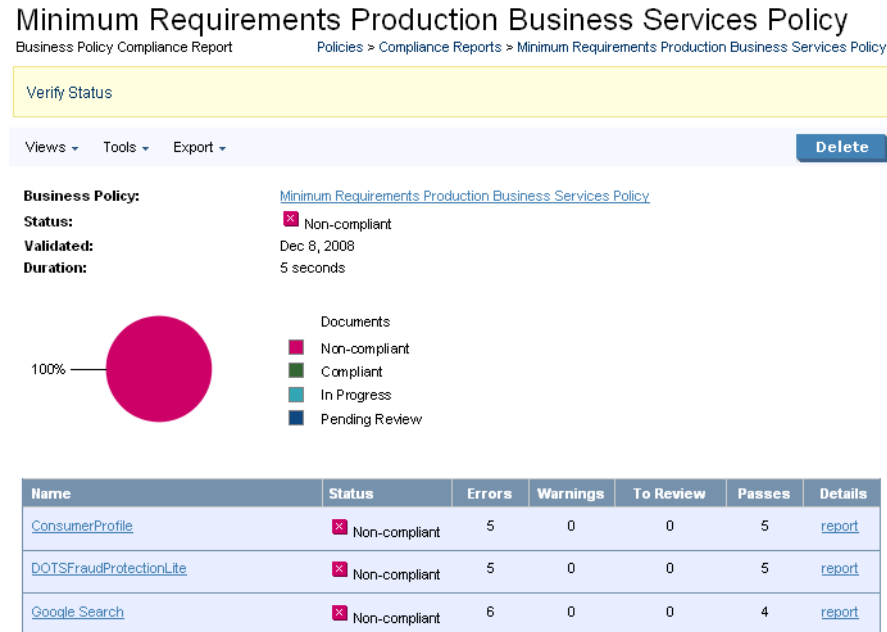 Minimum Requirements Production Business Services Policy
Business Policy Compliance Report Policies > Compliance Reports > Minimum Requirements Production Business Services Policy
Verify Status
Views Tools Export Delete
Business Policy: Minimum Requirements Production Business Services Policy
Status: Non-compliant
Validated: Dec 8, 2008
Duration: 5 seconds
Documents
Non-compliant
100%
Compliant
In Progress
Pending Review
Name Status Errors Warnings To Review Passes Details
ConsumerProfile Non-compliant 5 0 0 5 report
DOTSFraudProtectionLite Non-compliant 5 0 0 5 report
Google Search Non-compliant 6 0 0 4 report